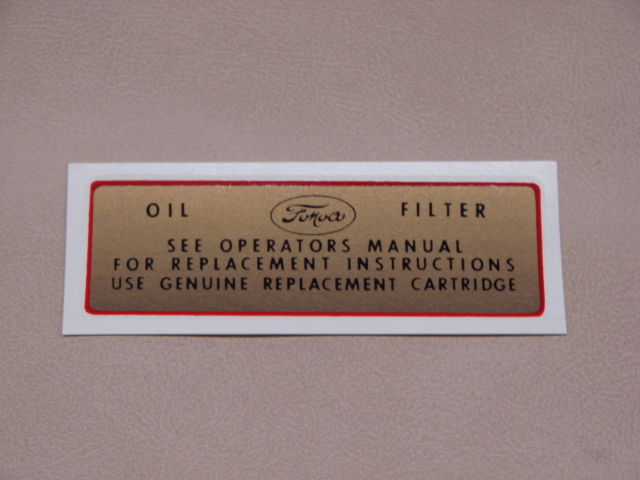 OIL FoMoCo FILTER
SEE OPERATORS MANUAL
FOR REPLACEMENT INSTRUCTIONS
USE GENUINE REPLACEMENT CARTRIDGE